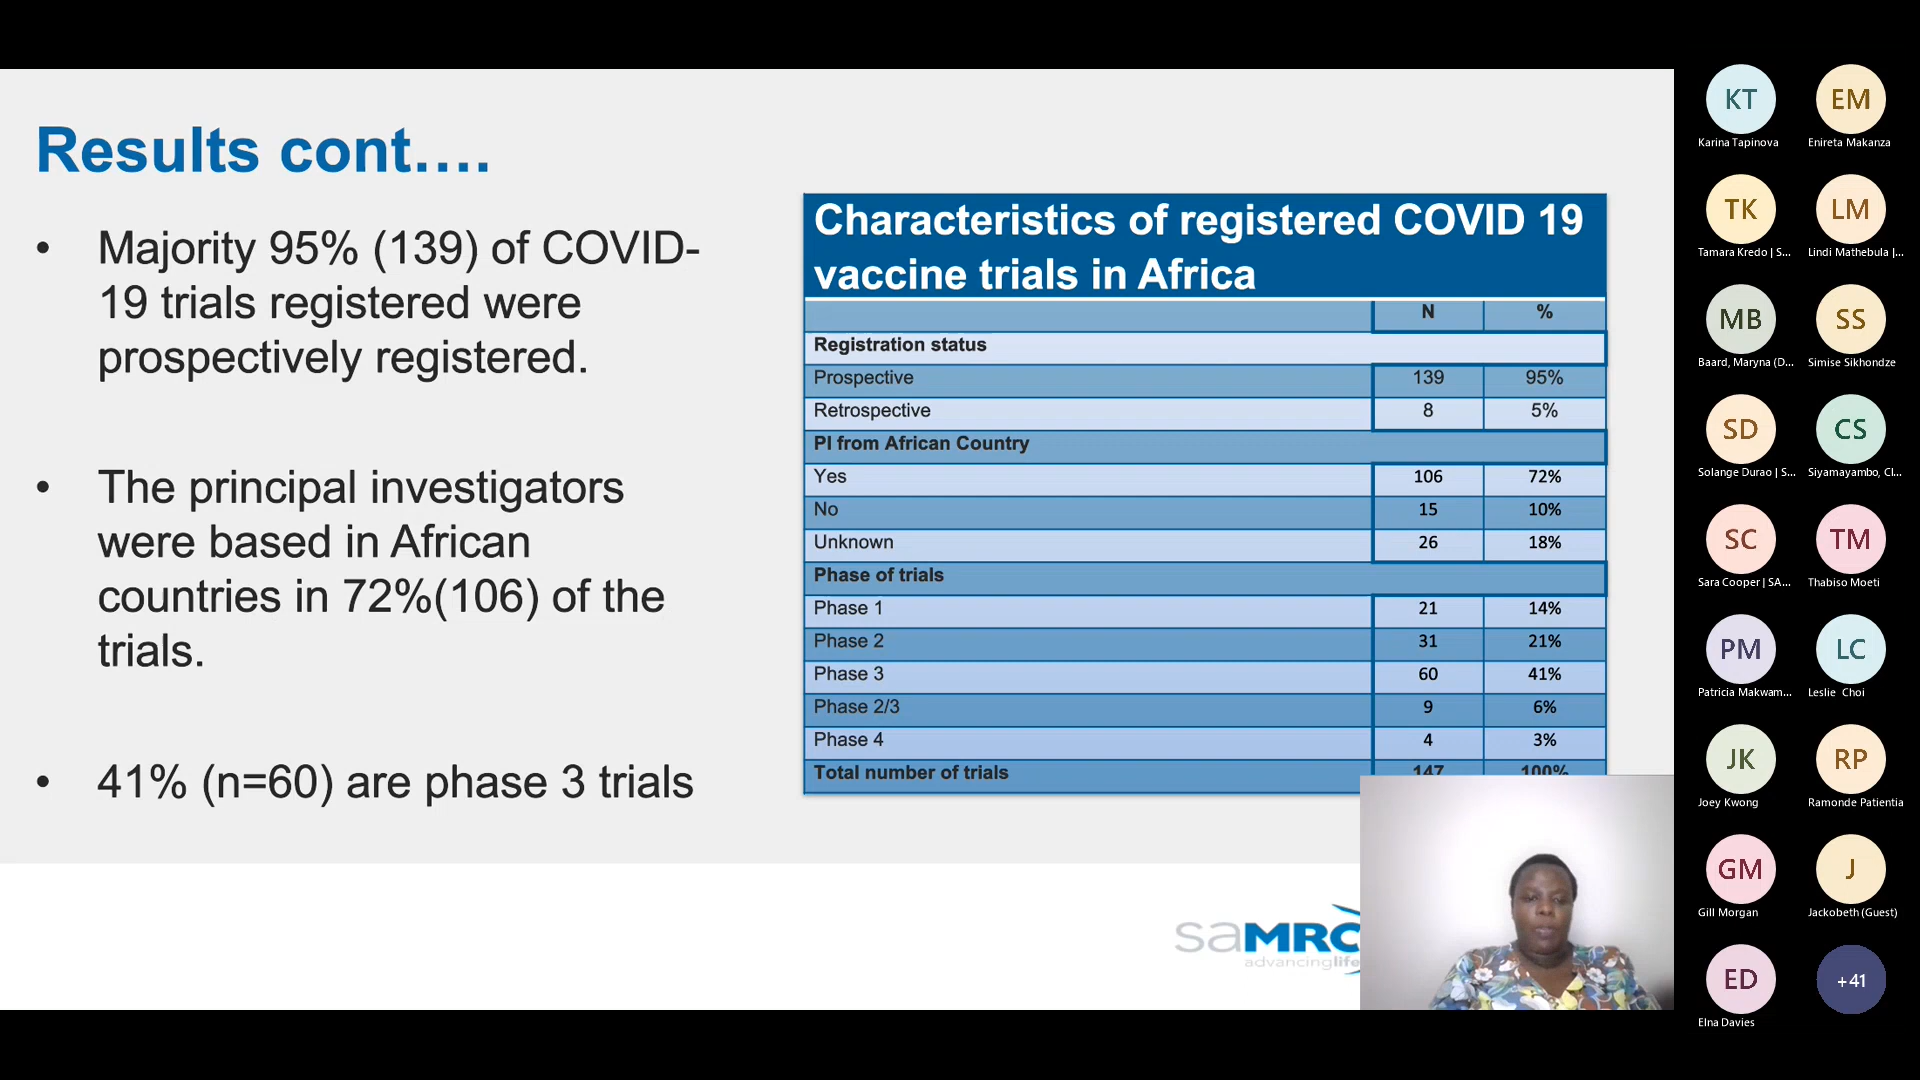 Results cont….
• Majority 95% (139) of COVID-
19 trials registered were
prospectively registered.
• The principal investigators
were based in African
countries in 72%(106) of the
trials.
• 41% (n=60) are phase 3 trials
Characteristics of registered COVID 19
vaccine trials in Africa
N %
Registration status
Prospective 139 95%
Retrospective 8 5%
PI from African Country
Yes 106 72%
No 15 10%
Unknown 26 18%
Phase of trials
Phase 1 21 14%
Phase 2 31 21%
Phase 3 60 41%
Phase 2/3 9 6%
Phase 4 4 3%
Total number of trials 147 100%
saMRC
advancinglife
KT EM
Karina Tapinova Enireta Makanza
TK LM
Tamara Kredo | S... Lindi Mathebula |...
MB SS
Baard, Maryna (D... Simise Sikhondze
SD CS
Solange Durao | S... Siyamayambo, Cl...
SC TM
Sara Cooper | SA... Thabiso Moeti
PM LC
Patricia Makwam... Leslie Choi
JK RP
Joey Kwong Ramonde Patientia
GM J
Gill Morgan Jackobeth (Guest)
ED +41
Elna Davies